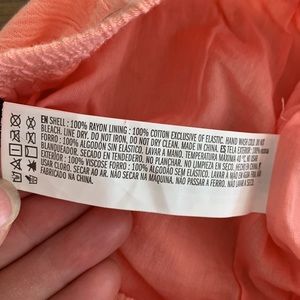 EN SHELL : 100% RAYON LINING : 100% COTTON EXCLUSIVE OF ELASTIC. HAND WASH COLD. DO NOT
BLEACH. LINE DRY. DO NOT IRON. DO NOT DRY CLEAN. MADE IN CHINA. ES TELA EXTERIOR : 100%
FORRO : 100% ALGODÓN SIN ELÁSTICO. LAVAR A MANO. TEMPERATURA MÁXIMA 40 °C. NO USAR
BLANQUEADOR. SECADO EN TENDEDERO. NO PLANCHAR. NO LIMPIEZA EN SECO. HECHO EN CHINA.
EXTERIOR : 100% VISCOSE FORRO : 100% ALGODÃO SEM ELÁSTICO. LAVAR À MÃO. NÃO
USAR CLORO. SECAR AO AR. NÃO SECAR NA MÁQUINA. NÃO PASSAR A FERRO. NÃO
FABRICADO NA CHINA.